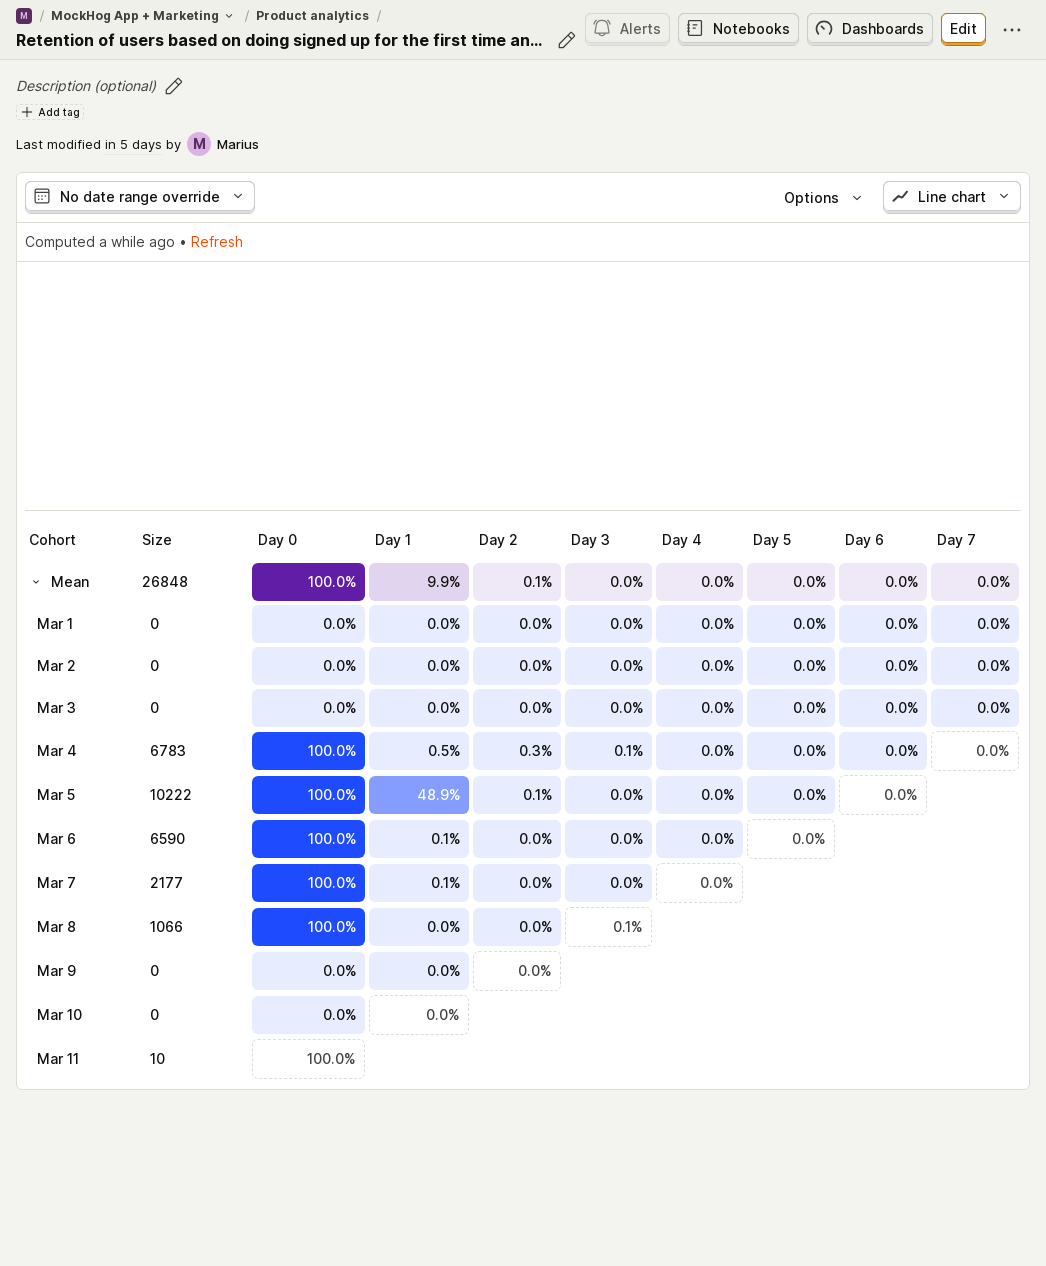 M / MockHog App + Marketing / Product analytics /
Retention of users based on doing signed up for the first time an...
Alerts Notebooks Dashboards Edit
Description (optional)
Add tag
Last modified in 5 days by M Marius
No date range override
Options Line chart
Computed a while ago • Refresh
Cohort Size Day 0 Day 1 Day 2 Day 3 Day 4 Day 5 Day 6 Day 7
Mean 26848 100.0% 9.9% 0.1% 0.0% 0.0% 0.0% 0.0% 0.0%
Mar 1 0 0.0% 0.0% 0.0% 0.0% 0.0% 0.0% 0.0% 0.0%
Mar 2 0 0.0% 0.0% 0.0% 0.0% 0.0% 0.0% 0.0% 0.0%
Mar 3 0 0.0% 0.0% 0.0% 0.0% 0.0% 0.0% 0.0% 0.0%
Mar 4 6783 100.0% 0.5% 0.3% 0.1% 0.0% 0.0% 0.0% 0.0%
Mar 5 10222 100.0% 48.9% 0.1% 0.0% 0.0% 0.0% 0.0%
Mar 6 6590 100.0% 0.1% 0.0% 0.0% 0.0% 0.0%
Mar 7 2177 100.0% 0.1% 0.0% 0.0% 0.0%
Mar 8 1066 100.0% 0.0% 0.0% 0.1%
Mar 9 0 0.0% 0.0% 0.0%
Mar 10 0 0.0% 0.0%
Mar 11 10 100.0%